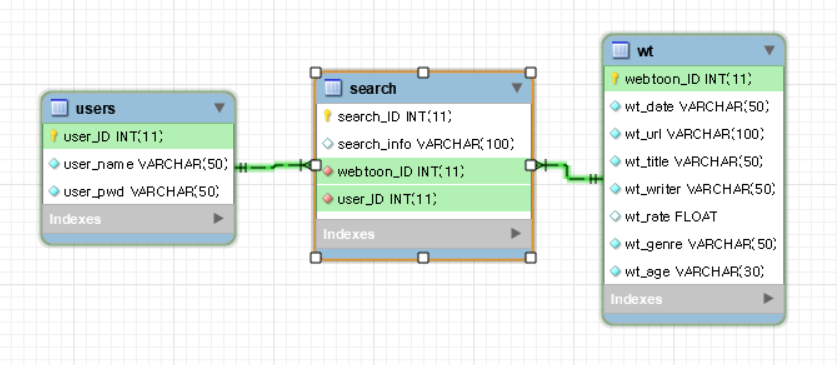 users
user_ID INT(11)
user_name VARCHAR(50)
user_pwd VARCHAR(50)
Indexes
search
search_ID INT(11)
search_info VARCHAR(100)
webtoon_ID INT(11)
user_ID INT(11)
Indexes
wt
webtoon_ID INT(11)
wt_date VARCHAR(50)
wt_url VARCHAR(100)
wt_title VARCHAR(50)
wt_writer VARCHAR(50)
wt_rate FLOAT
wt_genre VARCHAR(50)
wt_age VARCHAR(30)
Indexes